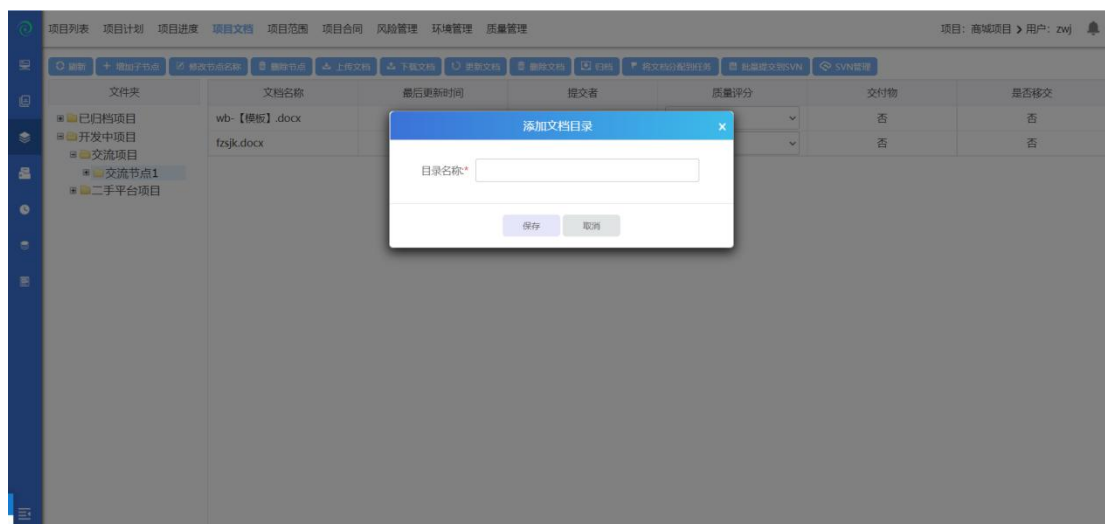 项目列表 项目计划 项目进度 项目文档 项目范围 项目合同 风险管理 环境管理 质量管理 项目：商城项目 用户：zwj
刷新 增加子节点 修改节点名称 删除节点 上传文档 下载文档 更新文档 删除文档 归档 将文档分配到任务 批量提交到SVN SVN管理
文件夹 文档名称 最后更新时间 提交者 质量评分 交付物 是否移交
已归档项目 wb-【模板】.docx 否 否
开发中项目 fzsjk.docx 否 否
交流项目
交流节点1
二手平台项目
添加文档目录 x
目录名称:*
保存 取消